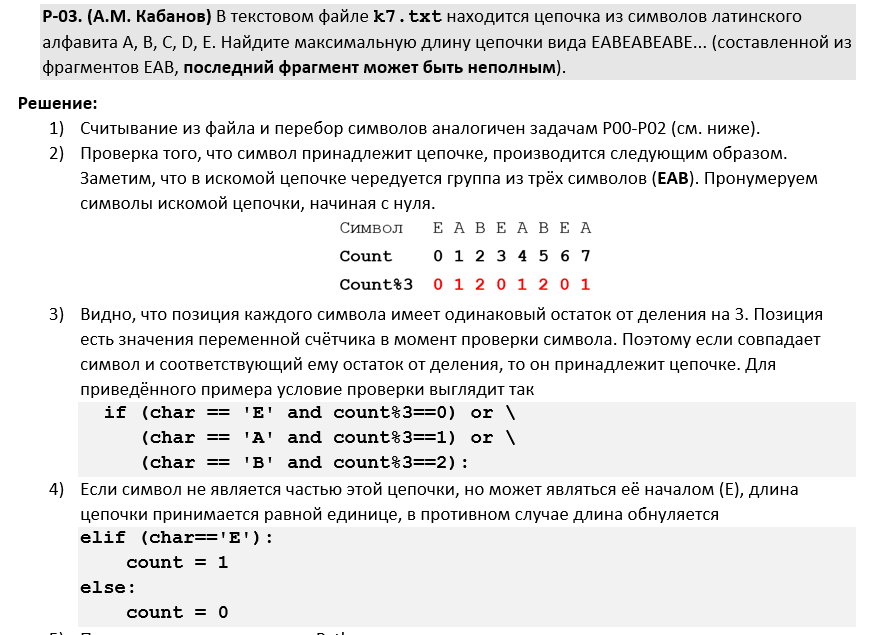 Р-03. (А.М. Кабанов) В текстовом файле k7.txt находится цепочка из символов латинского
алфавита A, B, C, D, E. Найдите максимальную длину цепочки вида EABEABEABE... (составленной из
фрагментов EAB, последний фрагмент может быть неполным).
Решение:
1) Считывание из файла и перебор символов аналогичен задачам P00-P02 (см. ниже).
2) Проверка того, что символ принадлежит цепочке, производится следующим образом.
Заметим, что в искомой цепочке чередуется группа из трёх символов (EAB). Пронумеруем
символы искомой цепочки, начиная с нуля.
Символ E A B E A B E A
Count 0 1 2 3 4 5 6 7
Count%3 0 1 2 0 1 2 0 1
3) Видно, что позиция каждого символа имеет одинаковый остаток от деления на 3. Позиция
есть значения переменной счётчика в момент проверки символа. Поэтому если совпадает
символ и соответствующий ему остаток от деления, то он принадлежит цепочке. Для
приведённого примера условие проверки выглядит так
if (char == 'E' and count%3==0) or \
(char == 'A' and count%3==1) or \
(char == 'B' and count%3==2):
4) Если символ не является частью этой цепочки, но может являться её началом (E), длина
цепочки принимается равной единице, в противном случае длина обнуляется
elif (char=='E'):
count = 1
else:
count = 0